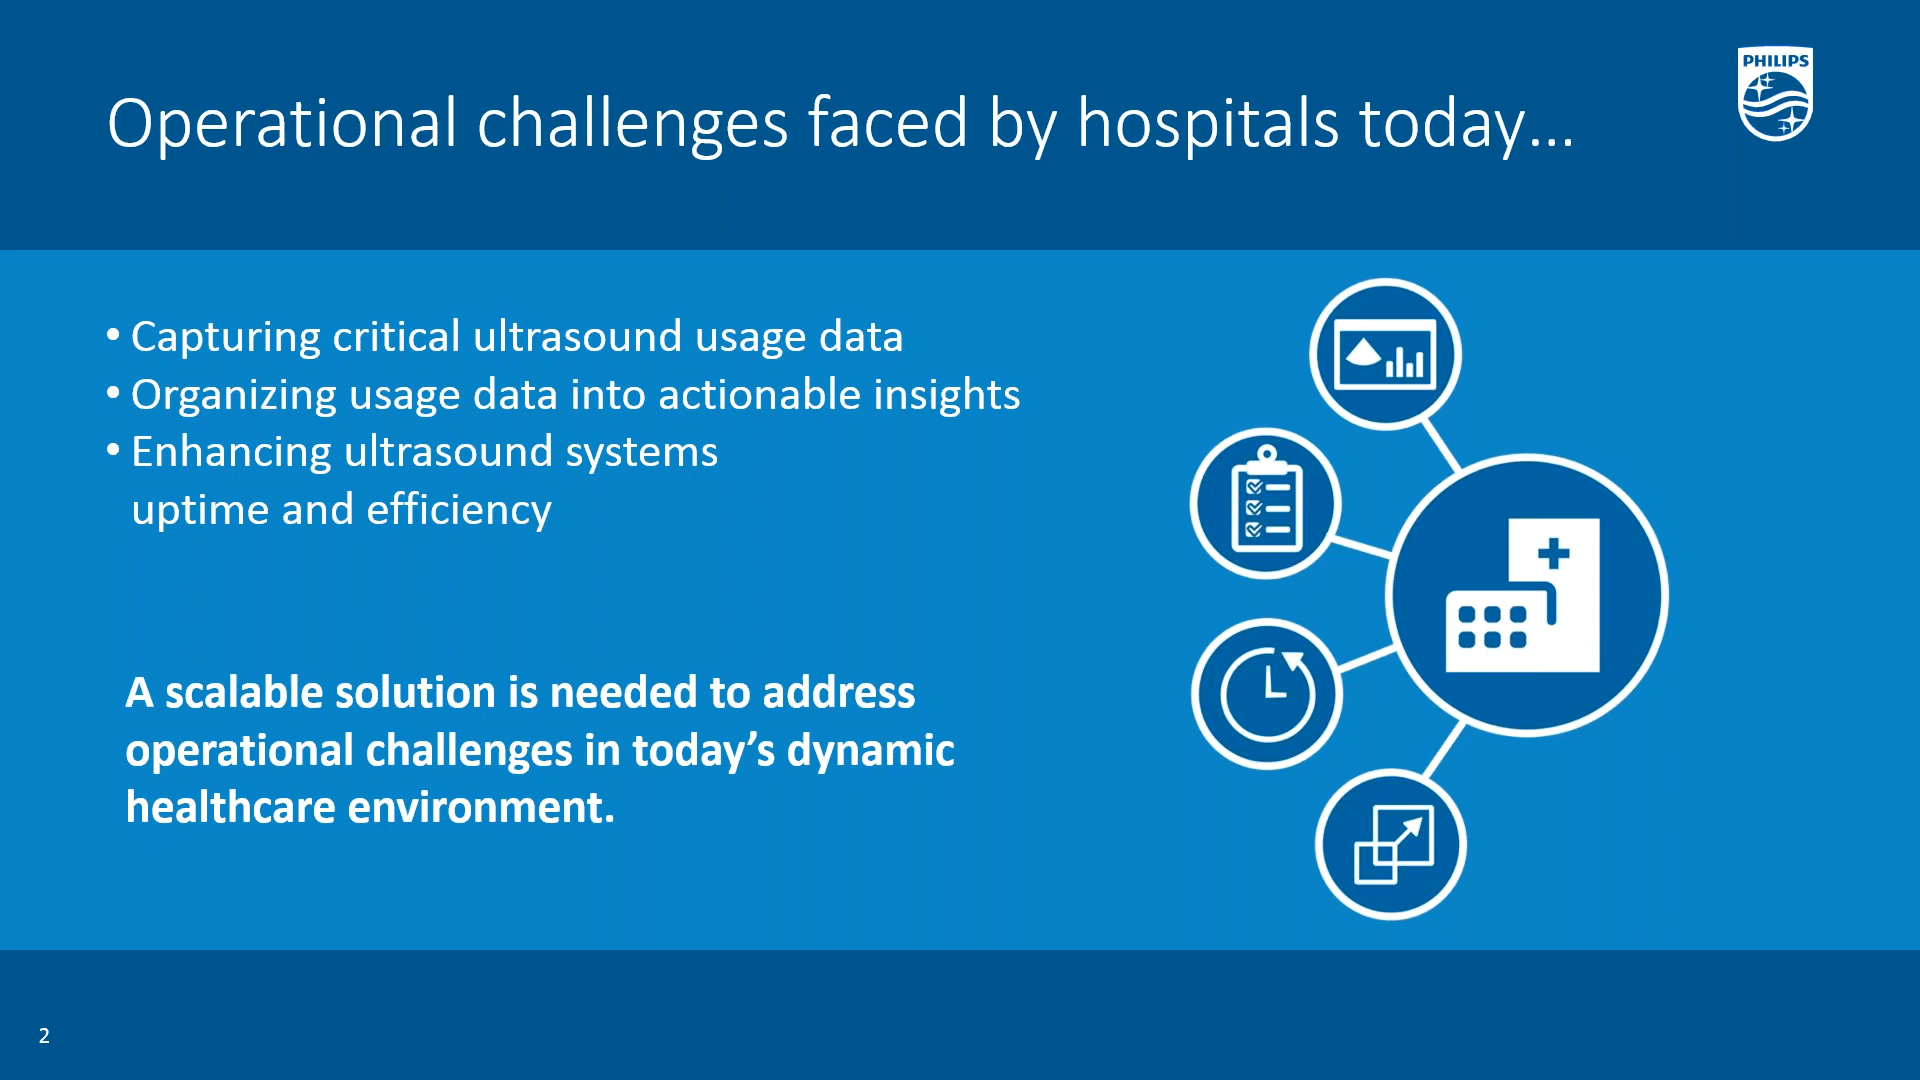 Operational challenges faced by hospitals today...
PHILIPS
• Capturing critical ultrasound usage data
• Organizing usage data into actionable insights
• Enhancing ultrasound systems
uptime and efficiency
A scalable solution is needed to address
operational challenges in today’s dynamic
healthcare environment.
2